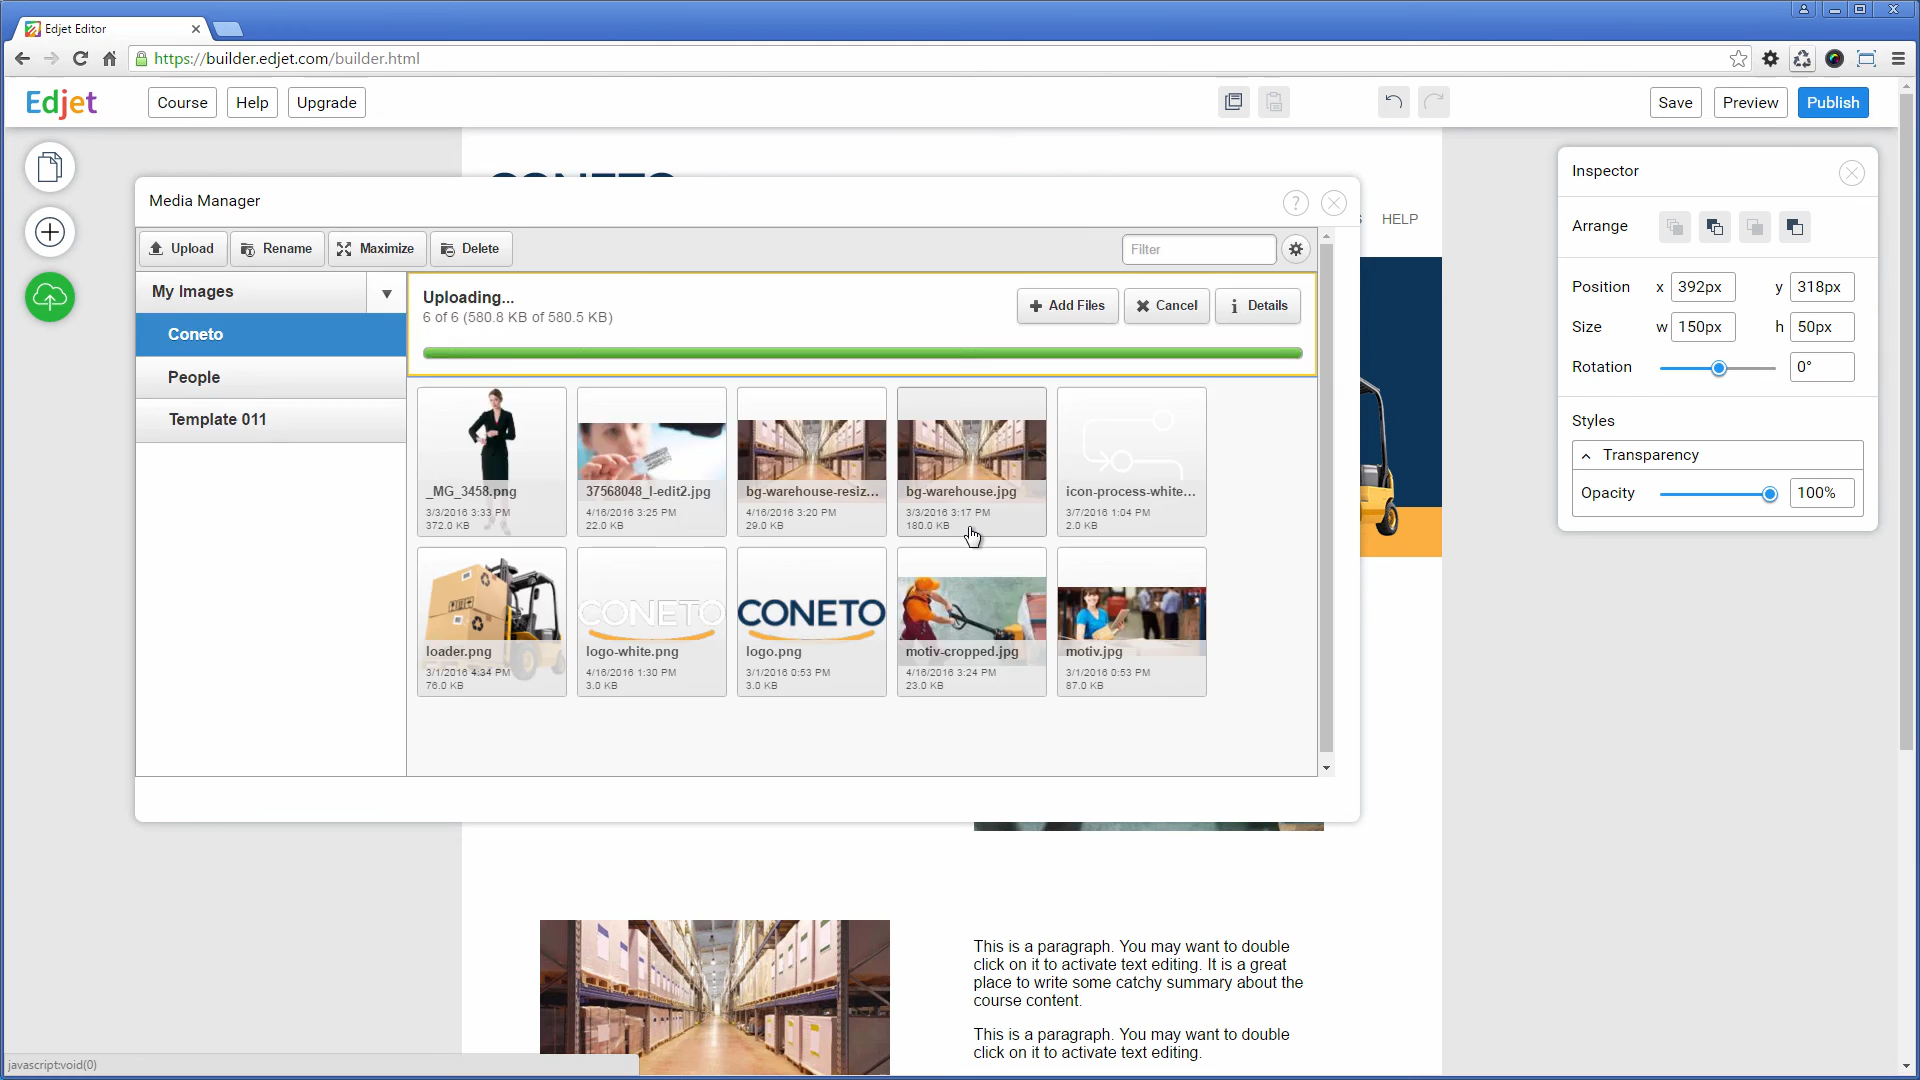 Edjet Editor
https://builder.edjet.com/builder.html
Edjet
Course
Help
Upgrade
Save
Preview
Publish
HELP
Media Manager
?
Upload
Rename
Maximize
Delete
Filter
My Images
Coneto
People
Template 011
Uploading...
6 of 6 (580.8 KB of 580.5 KB)
Add Files
Cancel
Details
_MG_3458.png
3/3/2016 3:33 PM
372.0 KB
37568048_l-edit2.jpg
4/16/2016 3:25 PM
22.0 KB
bg-warehouse-resiz...
4/16/2016 3:20 PM
29.0 KB
bg-warehouse.jpg
3/3/2016 3:17 PM
180.0 KB
icon-process-white...
3/7/2016 1:04 PM
2.0 KB
loader.png
3/1/2016 4:34 PM
76.0 KB
CONETO
logo-white.png
4/16/2016 1:30 PM
3.0 KB
CONETO
logo.png
3/1/2016 0:53 PM
3.0 KB
motiv-cropped.jpg
4/16/2016 3:24 PM
23.0 KB
motiv.jpg
3/1/2016 0:53 PM
87.0 KB
Inspector
Arrange
Position x 392px y 318px
Size w 150px h 50px
Rotation 0°
Styles
Transparency
Opacity 100%
This is a paragraph. You may want to double
click on it to activate text editing. It is a great
place to write some catchy summary about the
course content.
This is a paragraph. You may want to double
click on it to activate text editing.
javascript:void(0)